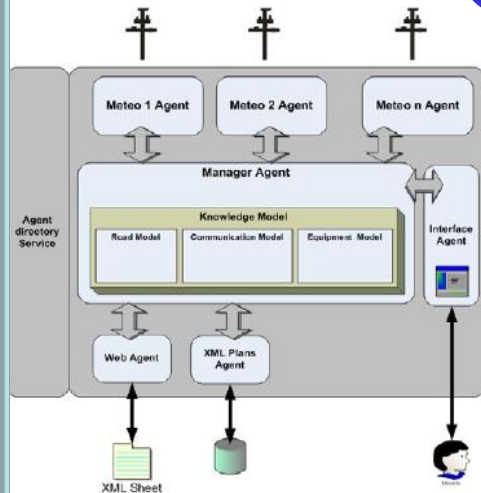 Meteo 1 Agent
Meteo 2 Agent
Meteo n Agent
Manager Agent
Knowledge Model
Road Model
Communication Model
Equipment Model
Agent
directory
Service
Interface
Agent
Web Agent
XML Plans
Agent
XML Sheet